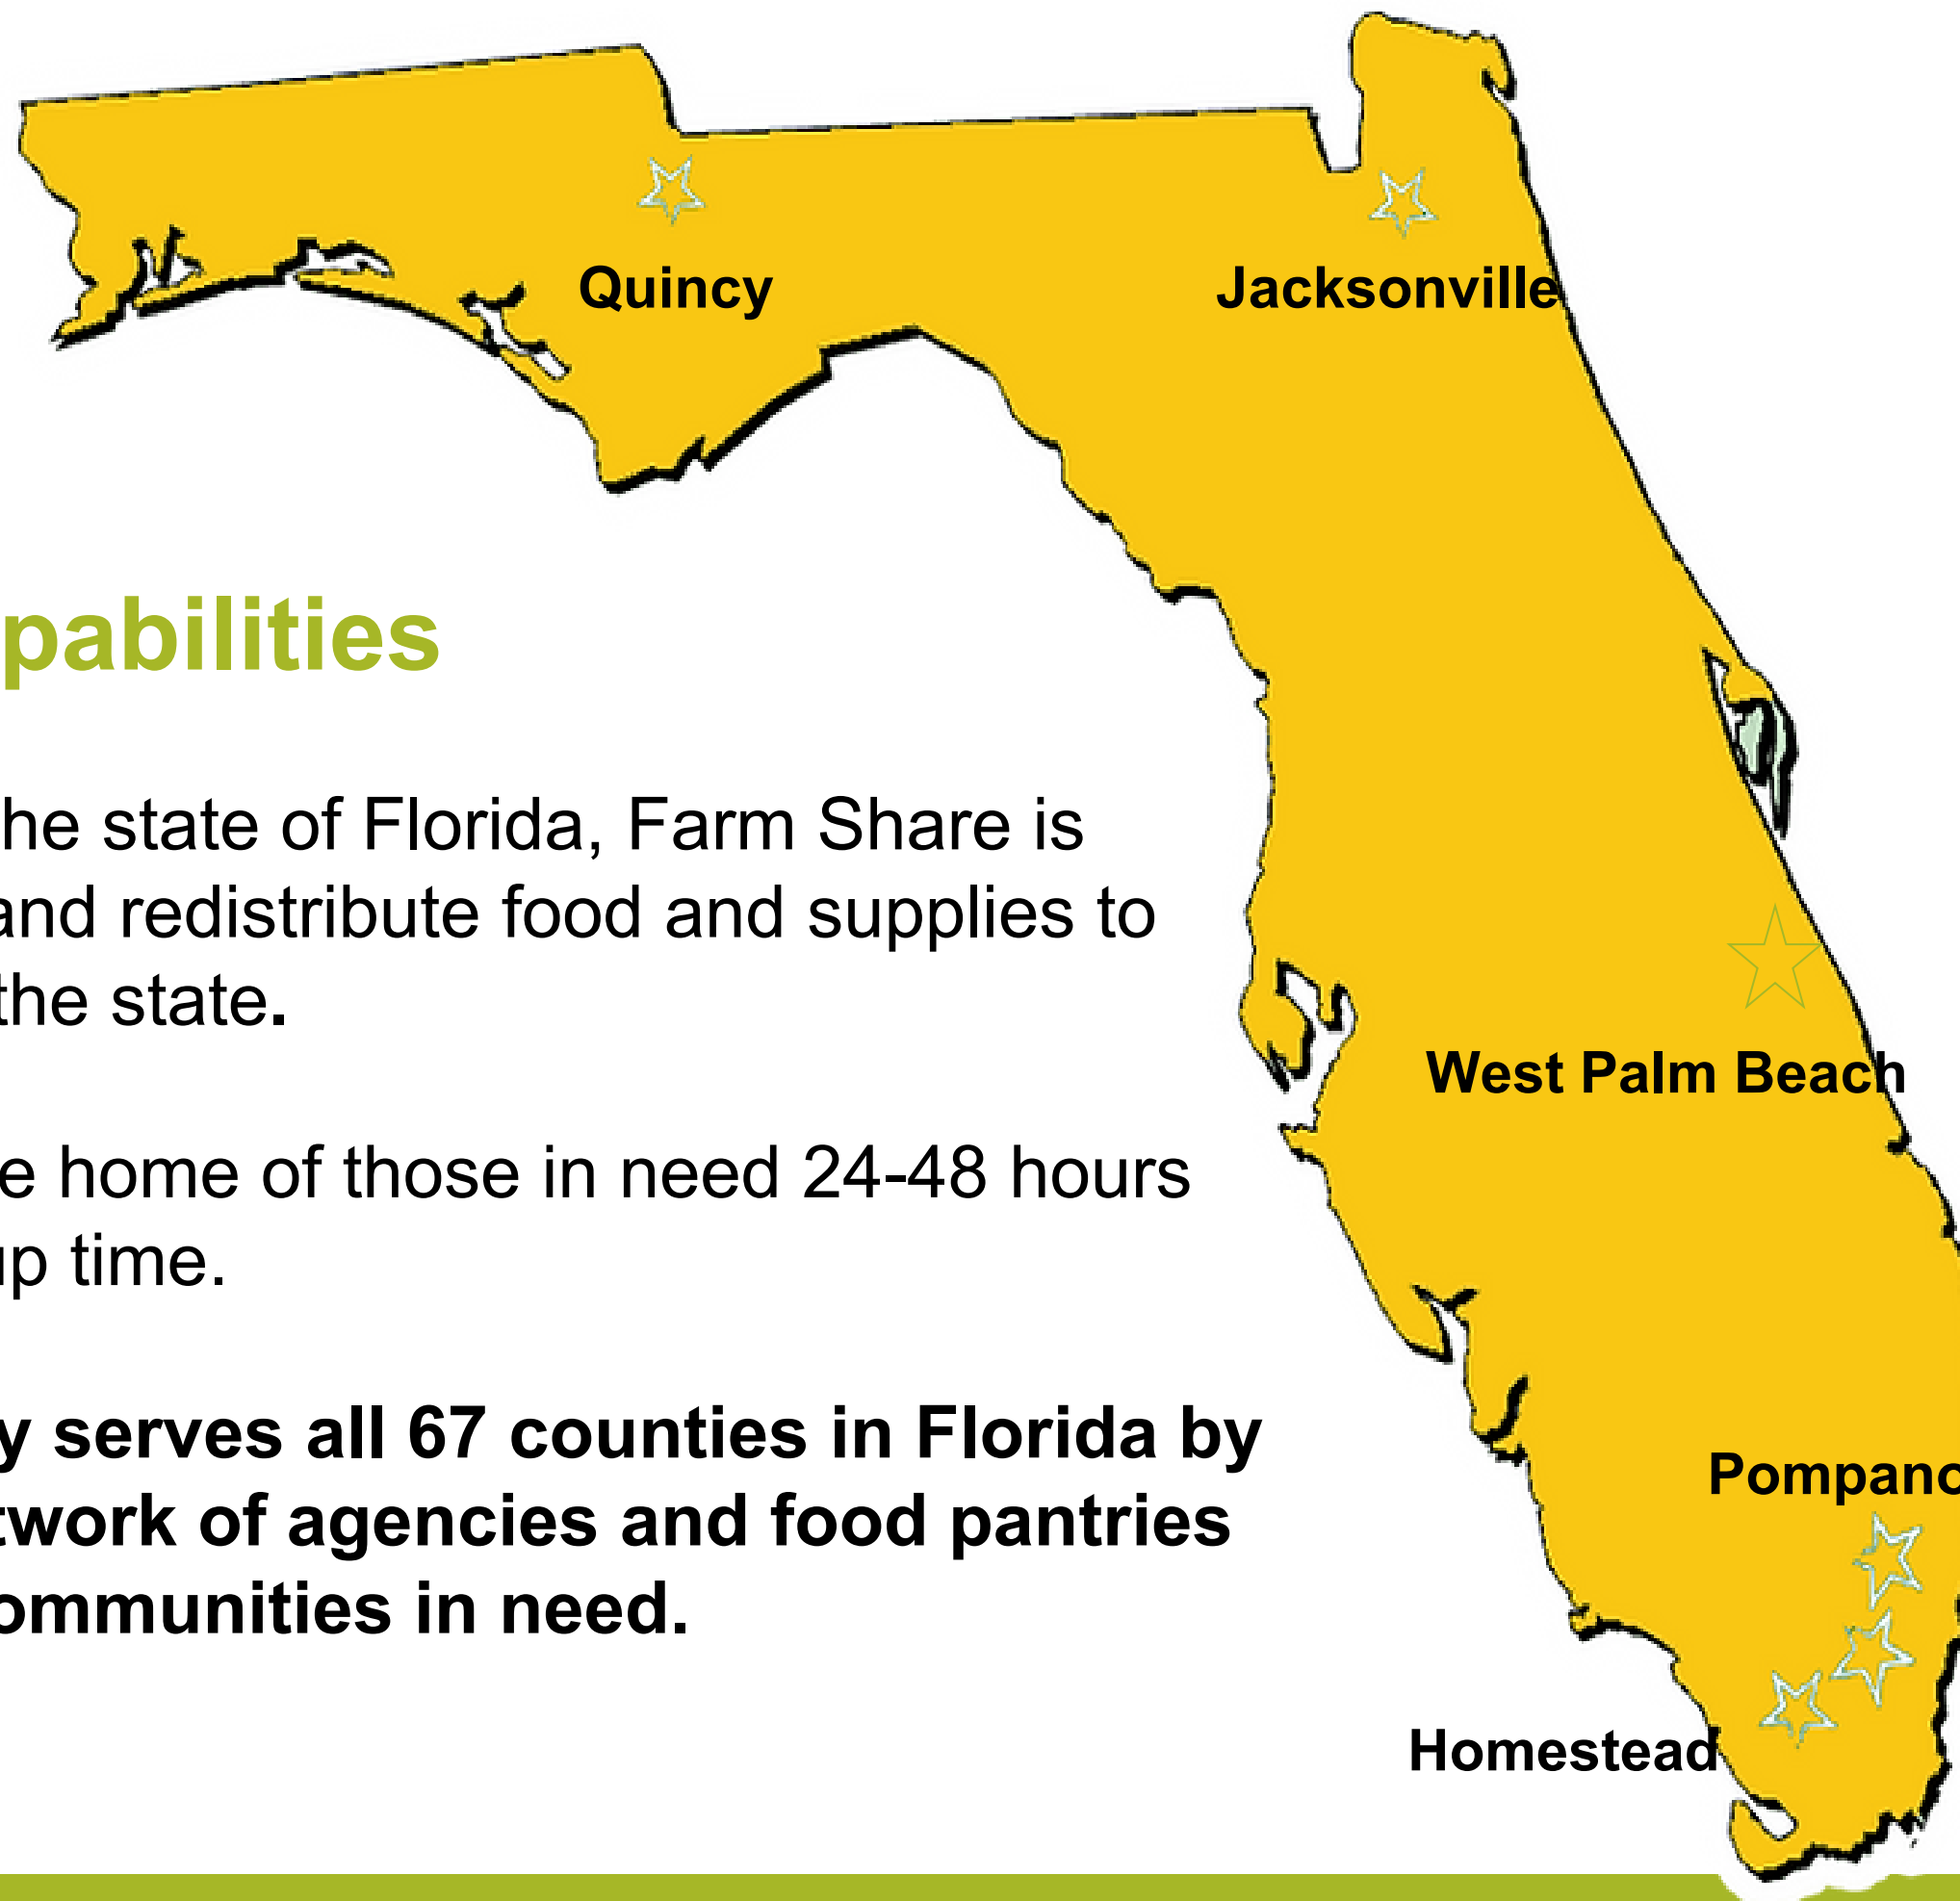 Quincy
Jacksonville
pabilities
he state of Florida, Farm Share is
and redistribute food and supplies to
the state.
West Palm Beach
e home of those in need 24-48 hours
up time.
y serves all 67 counties in Florida by
twork of agencies and food pantries
ommunities in need.
Pompano
Homestead